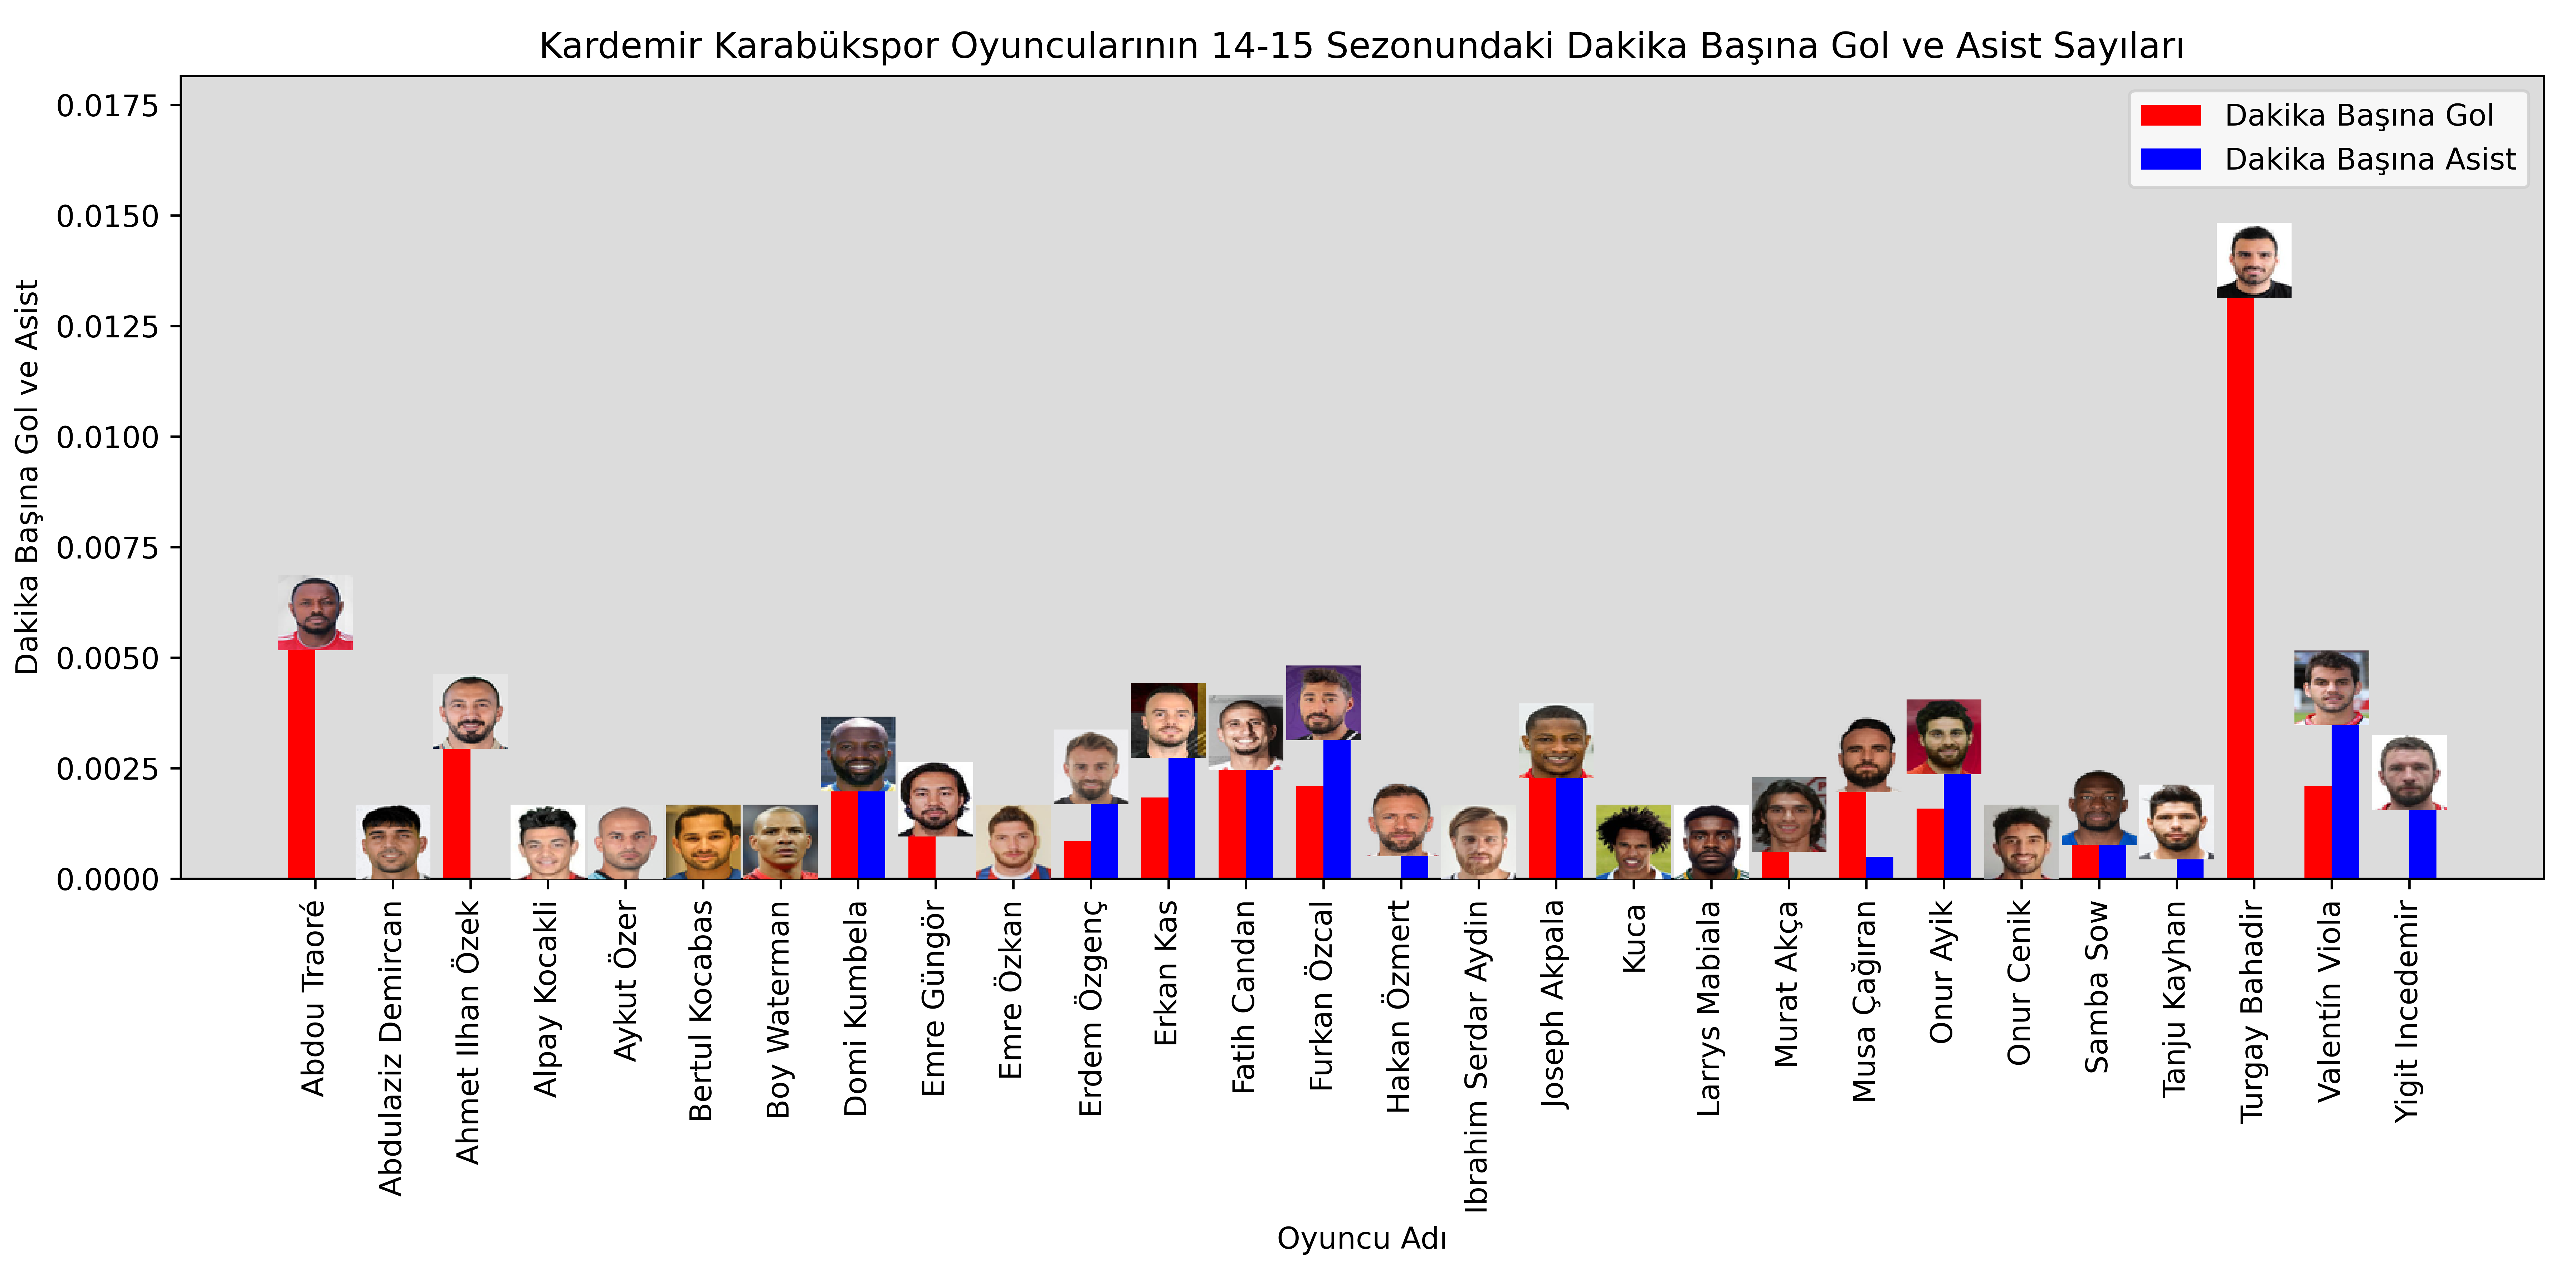 Kardemir Karabükspor Oyuncularının 14-15 Sezonundaki Dakika Başına Gol ve Asist Sayıları
Dakika Başına Gol
Dakika Başına Asist
Dakika Başına Gol ve Asist
0.0175
0.0150
0.0125
0.0100
0.0075
0.0050
0.0025
0.0000
Abdou Traoré
Abdulaziz Demircan
Ahmet Ilhan Özek
Alpay Kocakli
Aykut Özer
Bertul Kocabas
Boy Waterman
Domi Kumbela
Emre Güngör
Emre Özkan
Erdem Özgenç
Erkan Kas
Fatih Candan
Furkan Özcal
Hakan Özmert
Ibrahim Serdar Aydin
Joseph Akpala
Kuca
Larrys Mabiala
Murat Akça
Musa Çağıran
Onur Ayik
Onur Cenik
Samba Sow
Tanju Kayhan
Turgay Bahadir
Valentín Viola
Yigit Incedemir
Oyuncu Adı